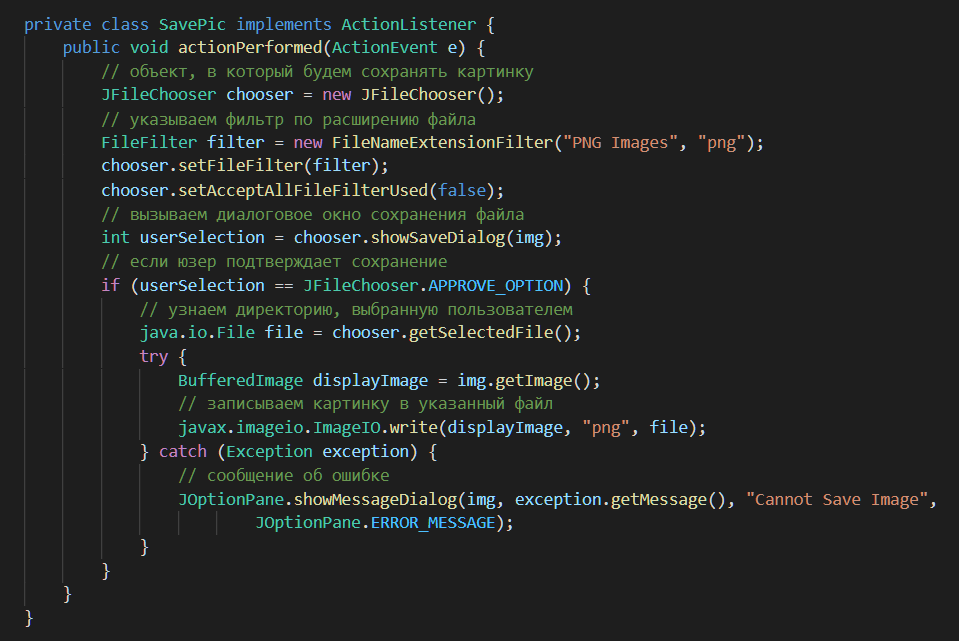 private class SavePic implements ActionListener {
    public void actionPerformed(ActionEvent e) {
        // объект, в который будем сохранять картинку
        JFileChooser chooser = new JFileChooser();
        // указываем фильтр по расширению файла
        FileFilter filter = new FileNameExtensionFilter("PNG Images", "png");
        chooser.setFileFilter(filter);
        chooser.setAcceptAllFileFilterUsed(false);
        // вызываем диалоговое окно сохранения файла
        int userSelection = chooser.showSaveDialog(img);
        // если юзер подтверждает сохранение
        if (userSelection == JFileChooser.APPROVE_OPTION) {
            // узнаем директорию, выбранную пользователем
            java.io.File file = chooser.getSelectedFile();
            try {
                BufferedImage displayImage = img.getImage();
                // записываем картинку в указанный файл
                javax.imageio.ImageIO.write(displayImage, "png", file);
            } catch (Exception exception) {
                // сообщение об ошибке
                JOptionPane.showMessageDialog(img, exception.getMessage(), "Cannot Save Image",
                        JOptionPane.ERROR_MESSAGE);
            }
        }
    }
}